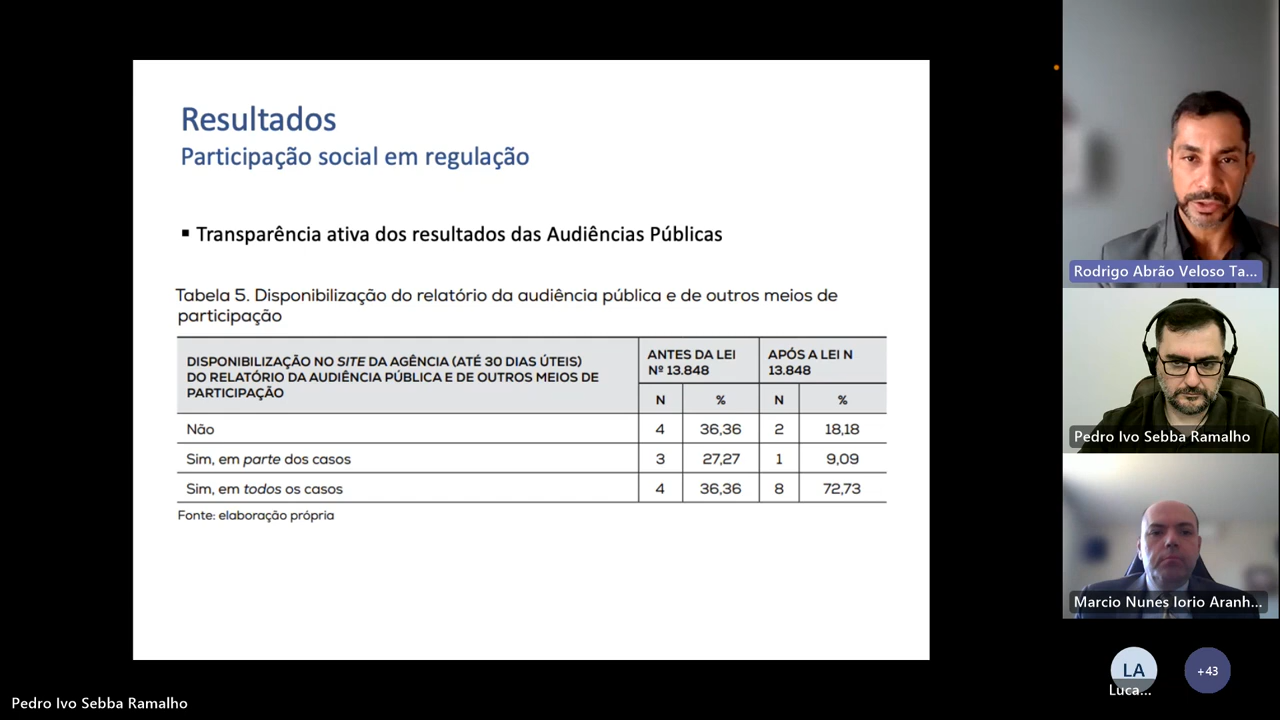 Resultados
Participação social em regulação
▪ Transparência ativa dos resultados das Audiências Públicas
Tabela 5. Disponibilização do relatório da audiência pública e de outros meios de
participação
DISPONIBILIZAÇÃO NO SITE DA AGÊNCIA (ATÉ 30 DIAS ÚTEIS)
DO RELATÓRIO DA AUDIÊNCIA PÚBLICA E DE OUTROS MEIOS DE
PARTICIPAÇÃO
ANTES DA LEI
Nº 13.848
APÓS A LEI N
13.848
N % N %
Não 4 36,36 2 18,18
Sim, em parte dos casos 3 27,27 1 9,09
Sim, em todos os casos 4 36,36 8 72,73
Fonte: elaboração própria
Rodrigo Abrão Veloso Ta...
Pedro Ivo Sebba Ramalho
Marcio Nunes Iorio Aranh...
LA
Luca...
+43
Pedro Ivo Sebba Ramalho